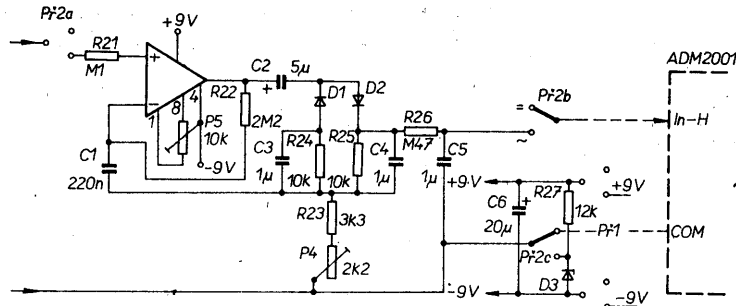 Př2a
+9V
R21
M1
+
-
8
4
1
P5
10k
-9V
C1
220n
R22
2M2
C2
5μ
+
D1
D2
C3
1μ
R24
10k
R25
10k
C4
1μ
R26
M47
C5
1μ
R23
3k3
P4
2k2
=
~
Př2b
ADM2001
In-H
COM
+9V
-9V
C6
20μ
+
R27
12k
+9V
Př1
Př2c
D3
-9V